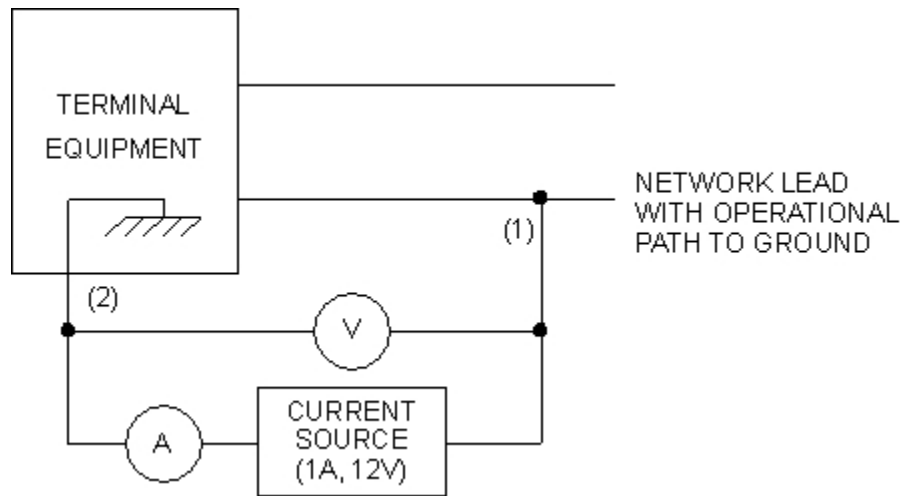 TERMINAL
EQUIPMENT
NETWORK LEAD
WITH OPERATIONAL
PATH TO GROUND
(1)
(2)
V
A
CURRENT
SOURCE
(1A, 12V)